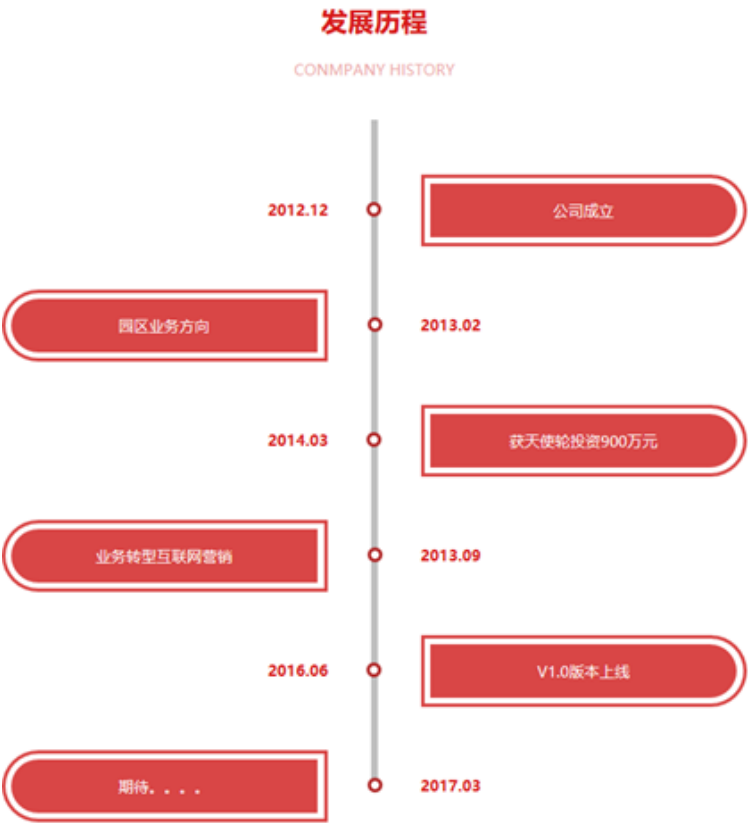 发展历程
CONMPANY HISTORY
2012.12
公司成立
园区业务方向
2013.02
2014.03
获天使轮投资900万元
业务转型互联网营销
2013.09
2016.06
V1.0版本上线
期待。。。。
2017.03